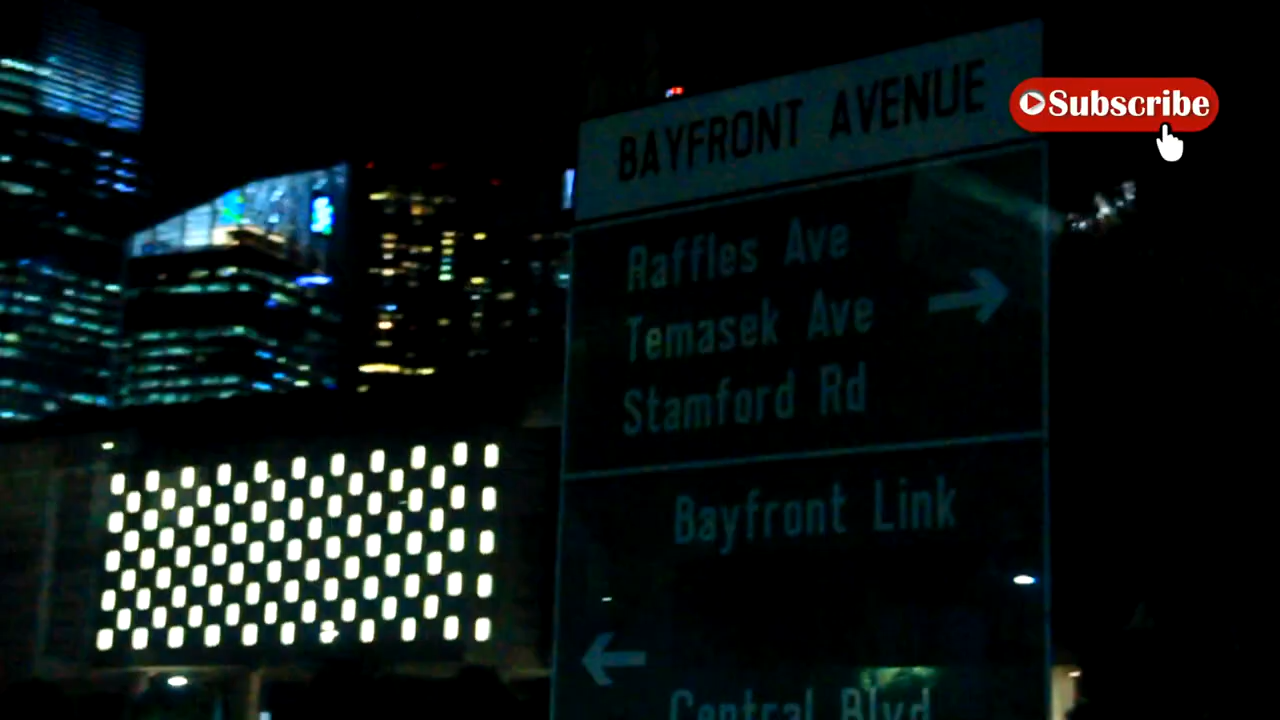 BAYFRONT AVENUE
Subscribe
Raffles Ave
Temasek Ave
Stamford Rd
Bayfront Link
Central Blvd